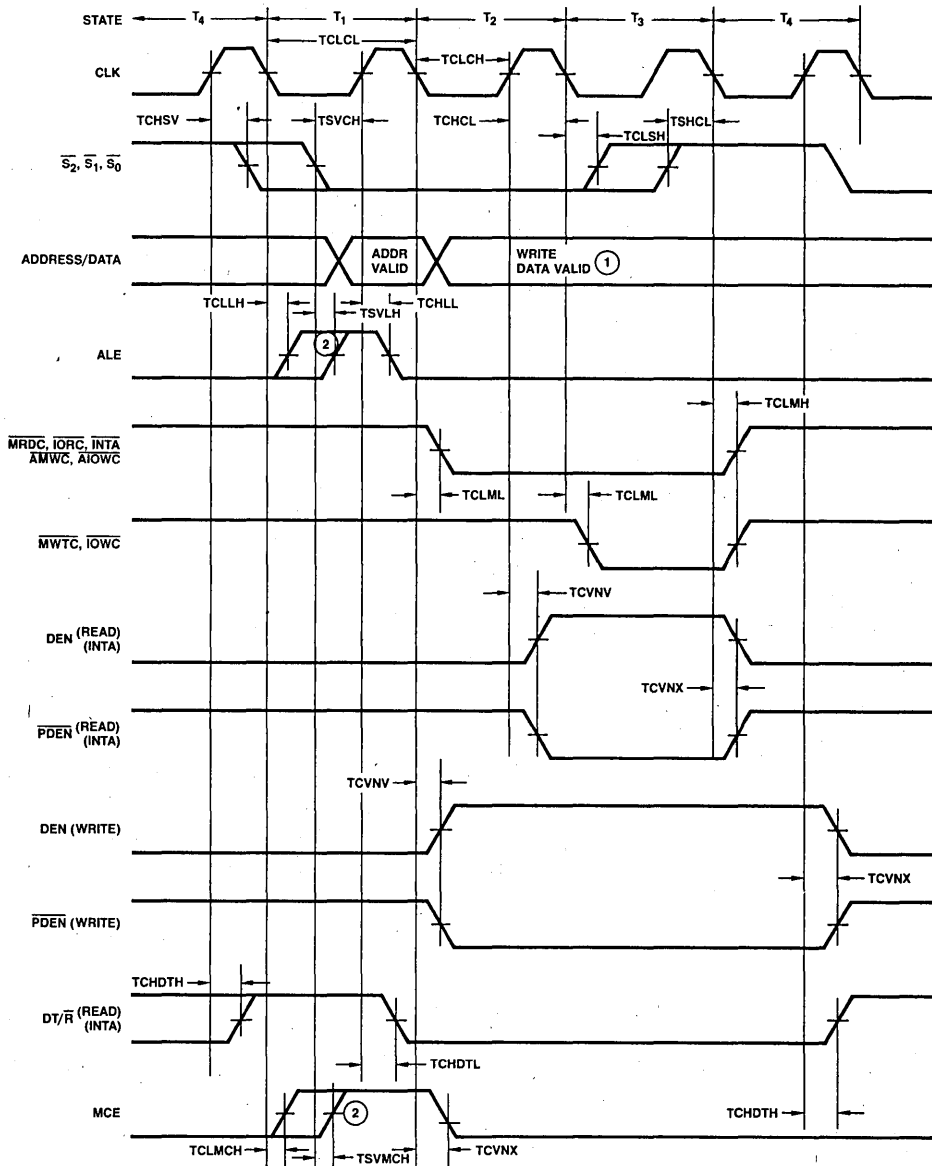 STATE T4 T1 T2 T3 T4
TCLCL
CLK
TCLCH
TCHSV TSVCH TCHCL TSHCL
TCLSH
S2, S1, S0
ADDRESS/DATA
ADDR
VALID
WRITE
DATA VALID 1
TCLLH TCHLL
TSVLH
ALE 2
TCLMH
MRDC, IORC, INTA
AMWC, AIOWC
TCLML TCLML
MWTC, IOWC
TCVNV
DEN (READ)
(INTA)
TCVNX
PDEN (READ)
(INTA)
TCVNV
DEN (WRITE)
TCVNX
PDEN (WRITE)
TCHDTH
DT/R (READ)
(INTA)
TCHDTL
MCE 2
TCHDTH
TCLMCH TSVMCH TCVNX